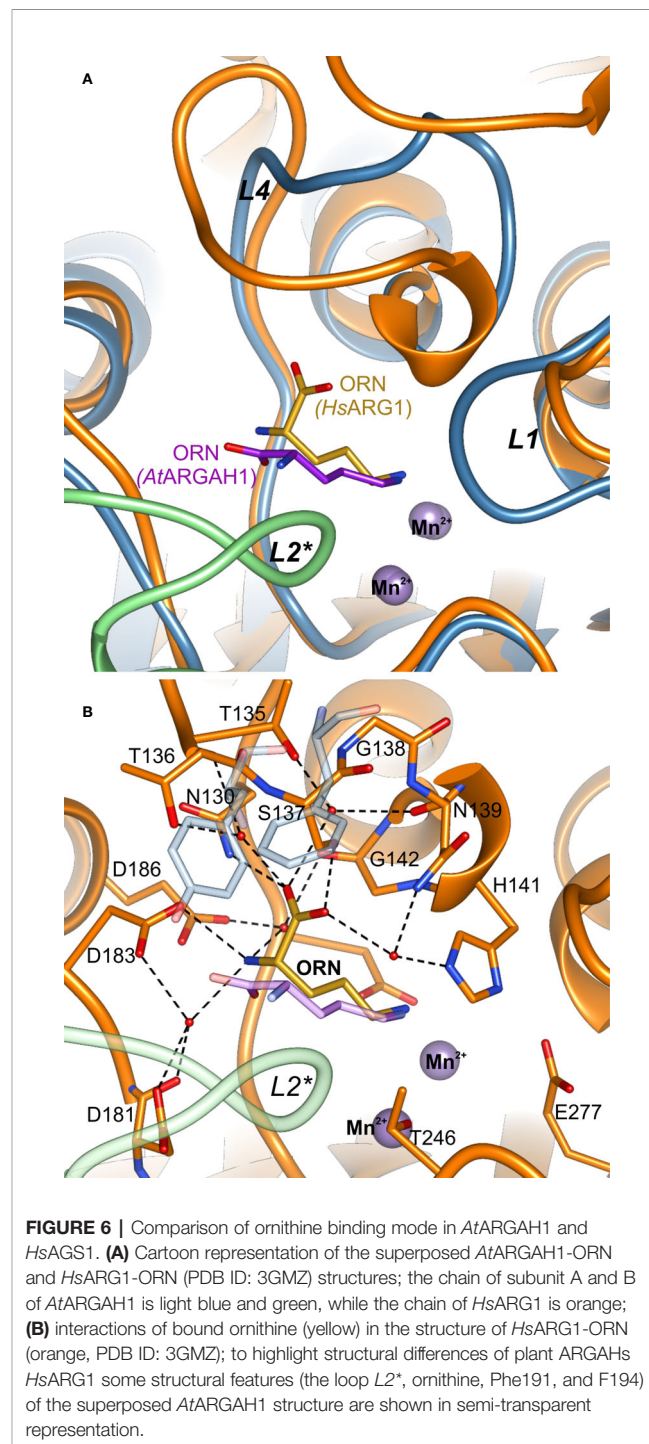 A
L4
ORN
(HsARG1)
ORN
(AtARGAH1)
L1
L2*
Mn²⁺
Mn²⁺
B
T135
T136
G138
N130
S137
N139
G142
D186
H141
D183
ORN
L2*
Mn²⁺
D181
E277
Mn²⁺
T246
FIGURE 6 | Comparison of ornithine binding mode in AtARGAH1 and
HsAGS1. (A) Cartoon representation of the superposed AtARGAH1-ORN
and HsARG1-ORN (PDB ID: 3GMZ) structures; the chain of subunit A and B
of AtARGAH1 is light blue and green, while the chain of HsARG1 is orange;
(B) interactions of bound ornithine (yellow) in the structure of HsARG1-ORN
(orange, PDB ID: 3GMZ); to highlight structural differences of plant ARGAHs
HsARG1 some structural features (the loop L2*, ornithine, Phe191, and F194)
of the superposed AtARGAH1 structure are shown in semi-transparent
representation.